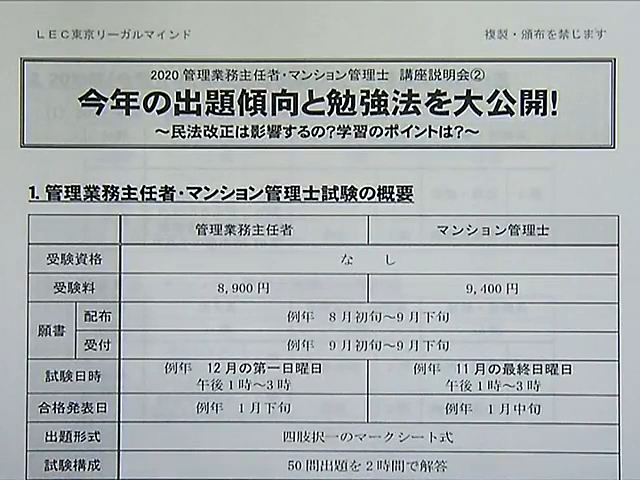 LEC東京リーガルマインド 複製・頒布を禁じます
2020 管理業務主任者・マンション管理士 講座説明会②
今年の出題傾向と勉強法を大公開!
~民法改正は影響するの?学習のポイントは?~
1. 管理業務主任者・マンション管理士試験の概要
管理業務主任者 マンション管理士
受験資格 なし
受験料 8,900円 9,400円
願書 配布 例年 8月初旬~9月下旬
受付 例年 9月初旬~9月下旬
試験日時 例年 12月の第一日曜日 午後1時~3時 例年 11月の最終日曜日 午後1時~3時
合格発表日 例年 1月下旬 例年 1月中旬
出題形式 四肢択一のマークシート式
試験構成 50問出題を2時間で解答